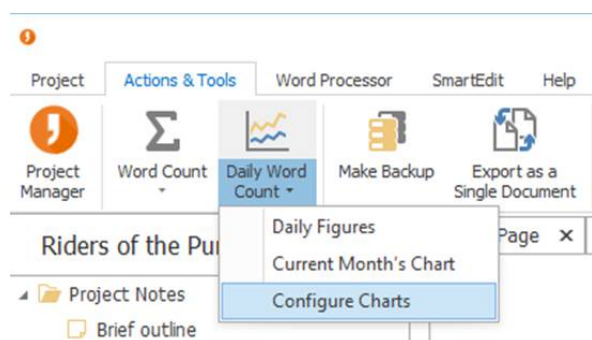 Project Actions & Tools Word Processor SmartEdit Help
Project Manager
Word Count
Daily Word Count
Make Backup
Export as a Single Document
Daily Figures
Current Month's Chart
Configure Charts
Riders of the Pu
Page
Project Notes
Brief outline